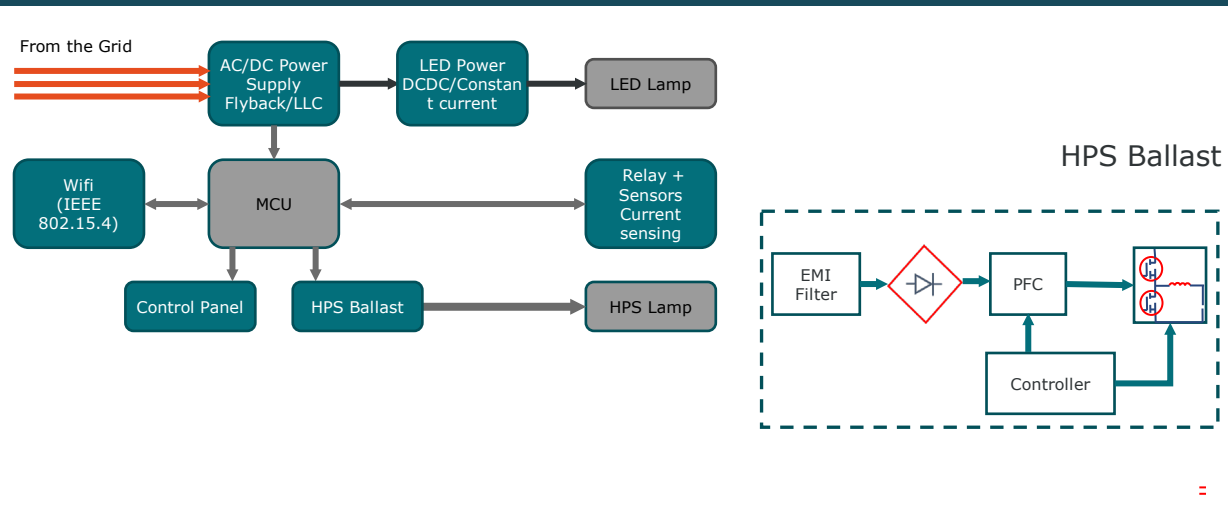 From the Grid
AC/DC Power
Supply
Flyback/LLC
LED Power
DCDC/Constan
t current
LED Lamp
HPS Ballast
Wifi
(IEEE
802.15.4)
MCU
Relay +
Sensors
Current
sensing
Control Panel
HPS Ballast
HPS Lamp
EMI
Filter
PFC
Controller